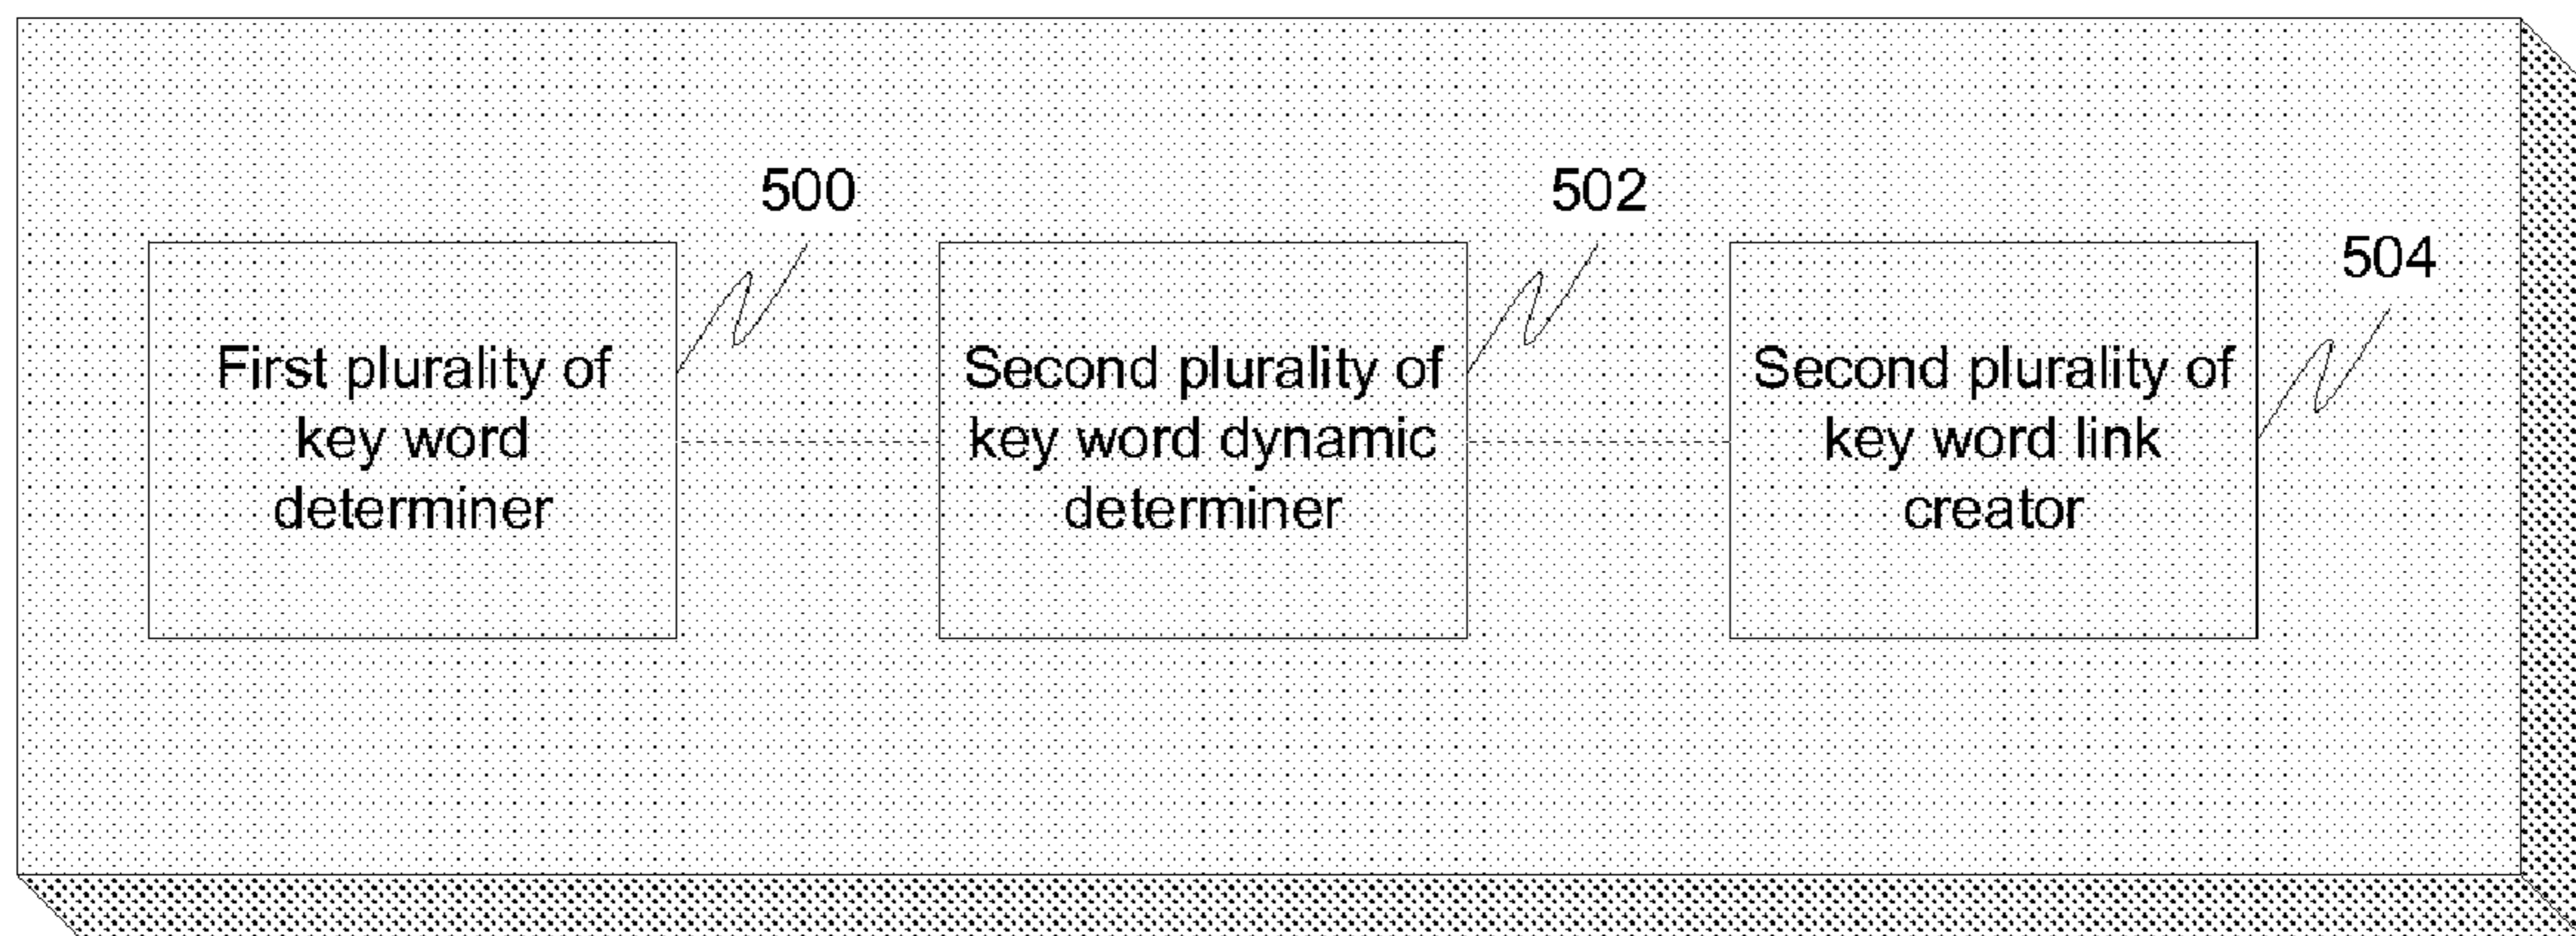 500
502
504
First plurality of
key word
determiner
Second plurality of
key word dynamic
determiner
Second plurality of
key word link
creator